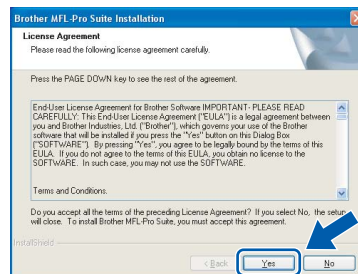 Brother MFL-Pro Suite Installation
License Agreement
Please read the following license agreement carefully.
Press the PAGE DOWN key to see the rest of the agreement.
End-User License Agreement for Brother Software IMPORTANT- PLEASE READ
CAREFULLY: This End-User License Agreement ("EULA") is a legal agreement between
you and Brother Industries, Ltd. ("Brother"), which governs your use of the Brother
software that will be installed if you press the "Yes" button on this Dialog Box
("SOFTWARE"). By pressing "Yes", you agree to be legally bound by the terms of this
EULA. If you do not agree to the terms of this EULA, you obtain no license to the
SOFTWARE. In such case, you may not use the SOFTWARE.
Terms and Conditions.
Do you accept all the terms of the preceding License Agreement? If you select No, the setup
will close. To install Brother MFL-Pro Suite, you must accept this agreement.
InstallShield
< Back
Yes
No